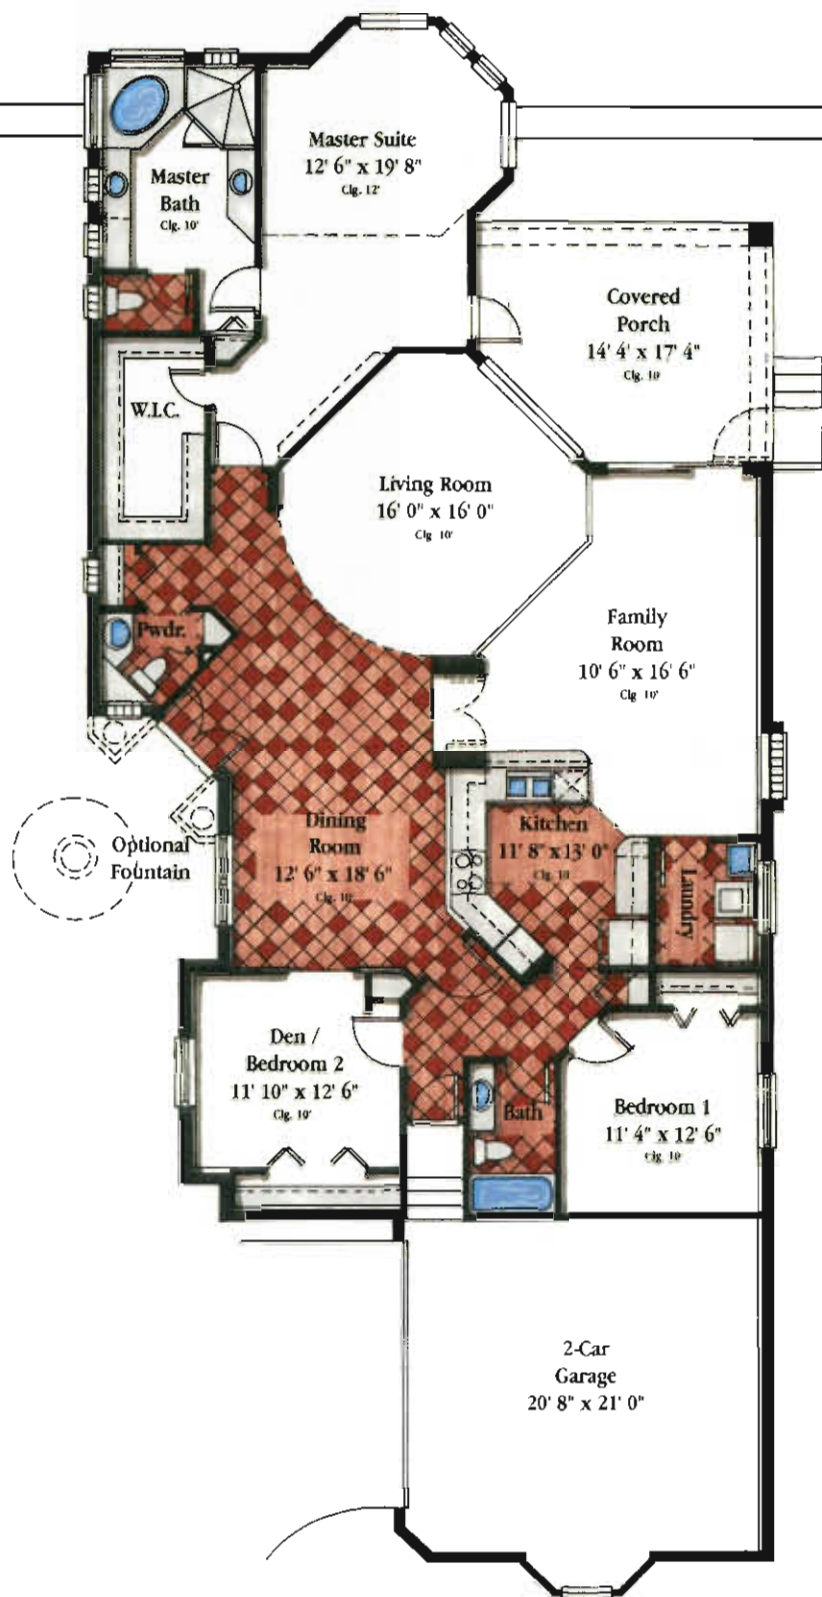 Master Suite
12' 6" x 19' 8"
Clg. 12'
Master
Bath
Clg. 10'
Covered
Porch
14' 4' x 17' 4"
Clg. 10'
W.I.C.
Living Room
16' 0" x 16' 0"
Clg. 10'
Family
Room
10' 6" x 16' 6"
Clg. 10'
Pwdr.
Optional
Fountain
Dining
Room
12' 6" x 18' 6"
Clg. 10'
Kitchen
11' 8" x 13' 0"
Clg. 10'
Laundry
Den /
Bedroom 2
11' 10" x 12' 6"
Clg. 10'
Bath
Bedroom 1
11' 4" x 12' 6"
Clg. 10'
2-Car
Garage
20' 8" x 21' 0"